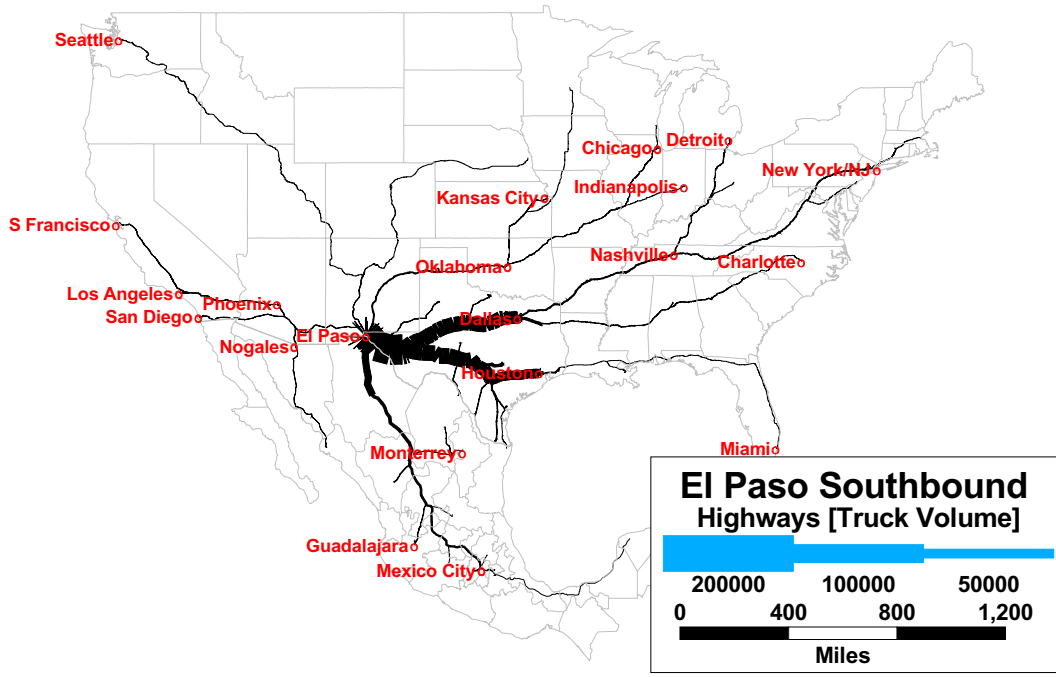 Seattle
Chicago
Detroit
New York/NJ
Indianapolis
Kansas City
S Francisco
Nashville
Charlotte
Oklahoma
Los Angeles
Phoenix
San Diego
Dallas
El Paso
Nogales
Houston
Monterrey
Miami
Guadalajara
Mexico City
El Paso Southbound
Highways [Truck Volume]
200000 100000 50000
0 400 800 1,200
Miles